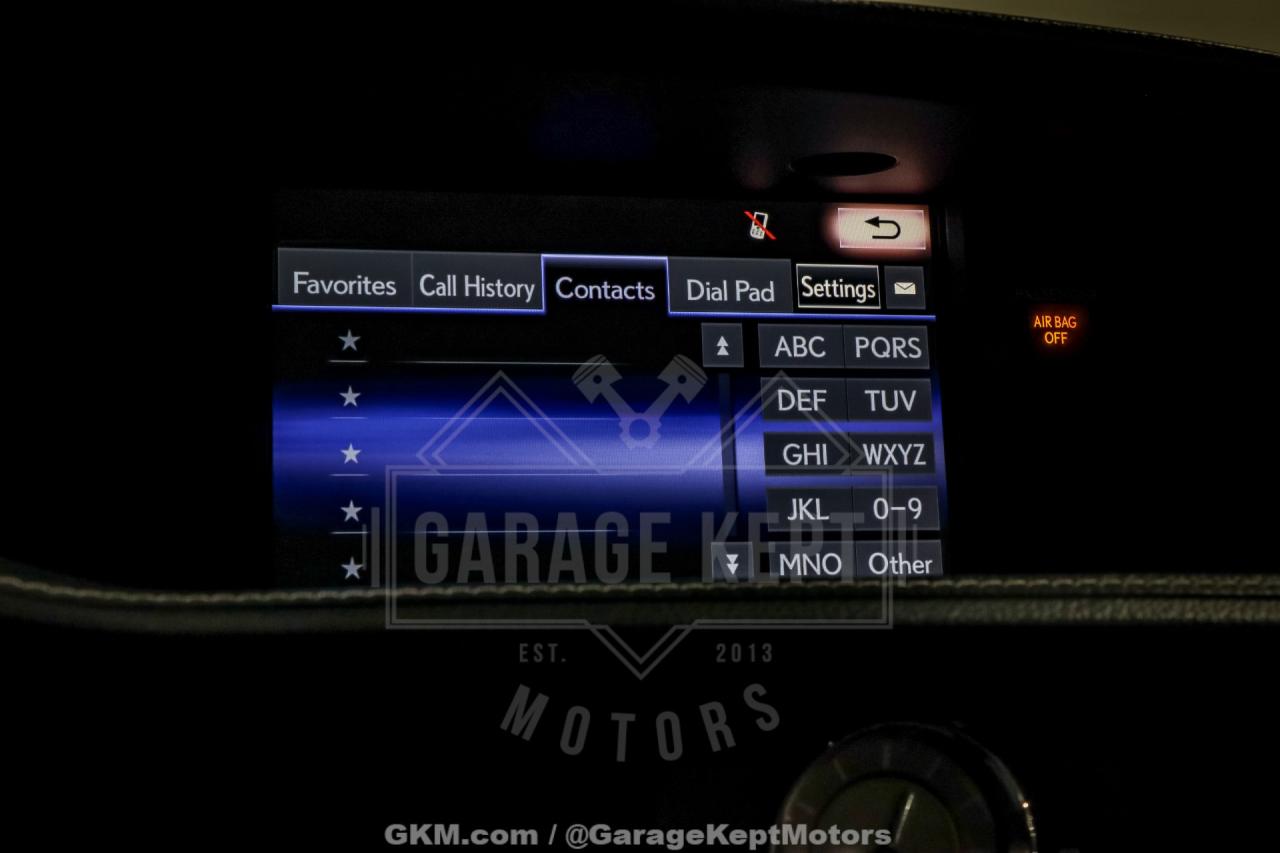 Favorites Call History Contacts Dial Pad Settings
AIR BAG
OFF
ABC PQRS
DEF TUV
GHI WXYZ
JKL 0-9
MNO Other
GARAGE KEPT
EST. 2013
MOTORS
GKM.com / @GarageKeptMotors